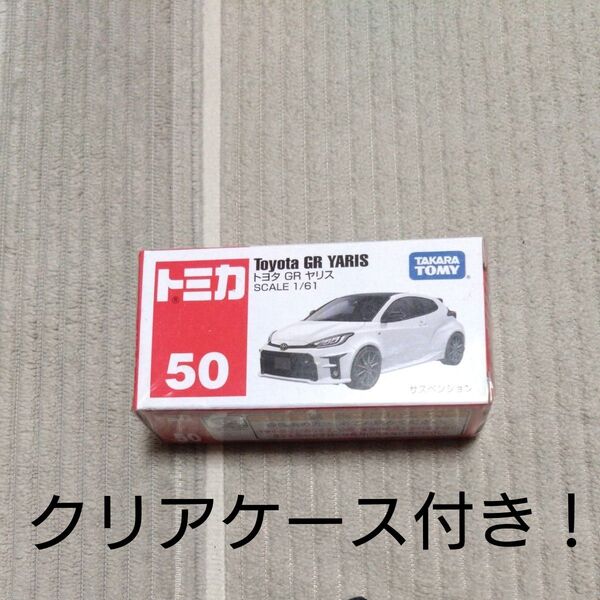 トミカ
50
Toyota GR YARIS
トヨタ GR ヤリス
SCALE 1/61
TAKARA
TOMY
サスペンション
50
クリアケース付き！